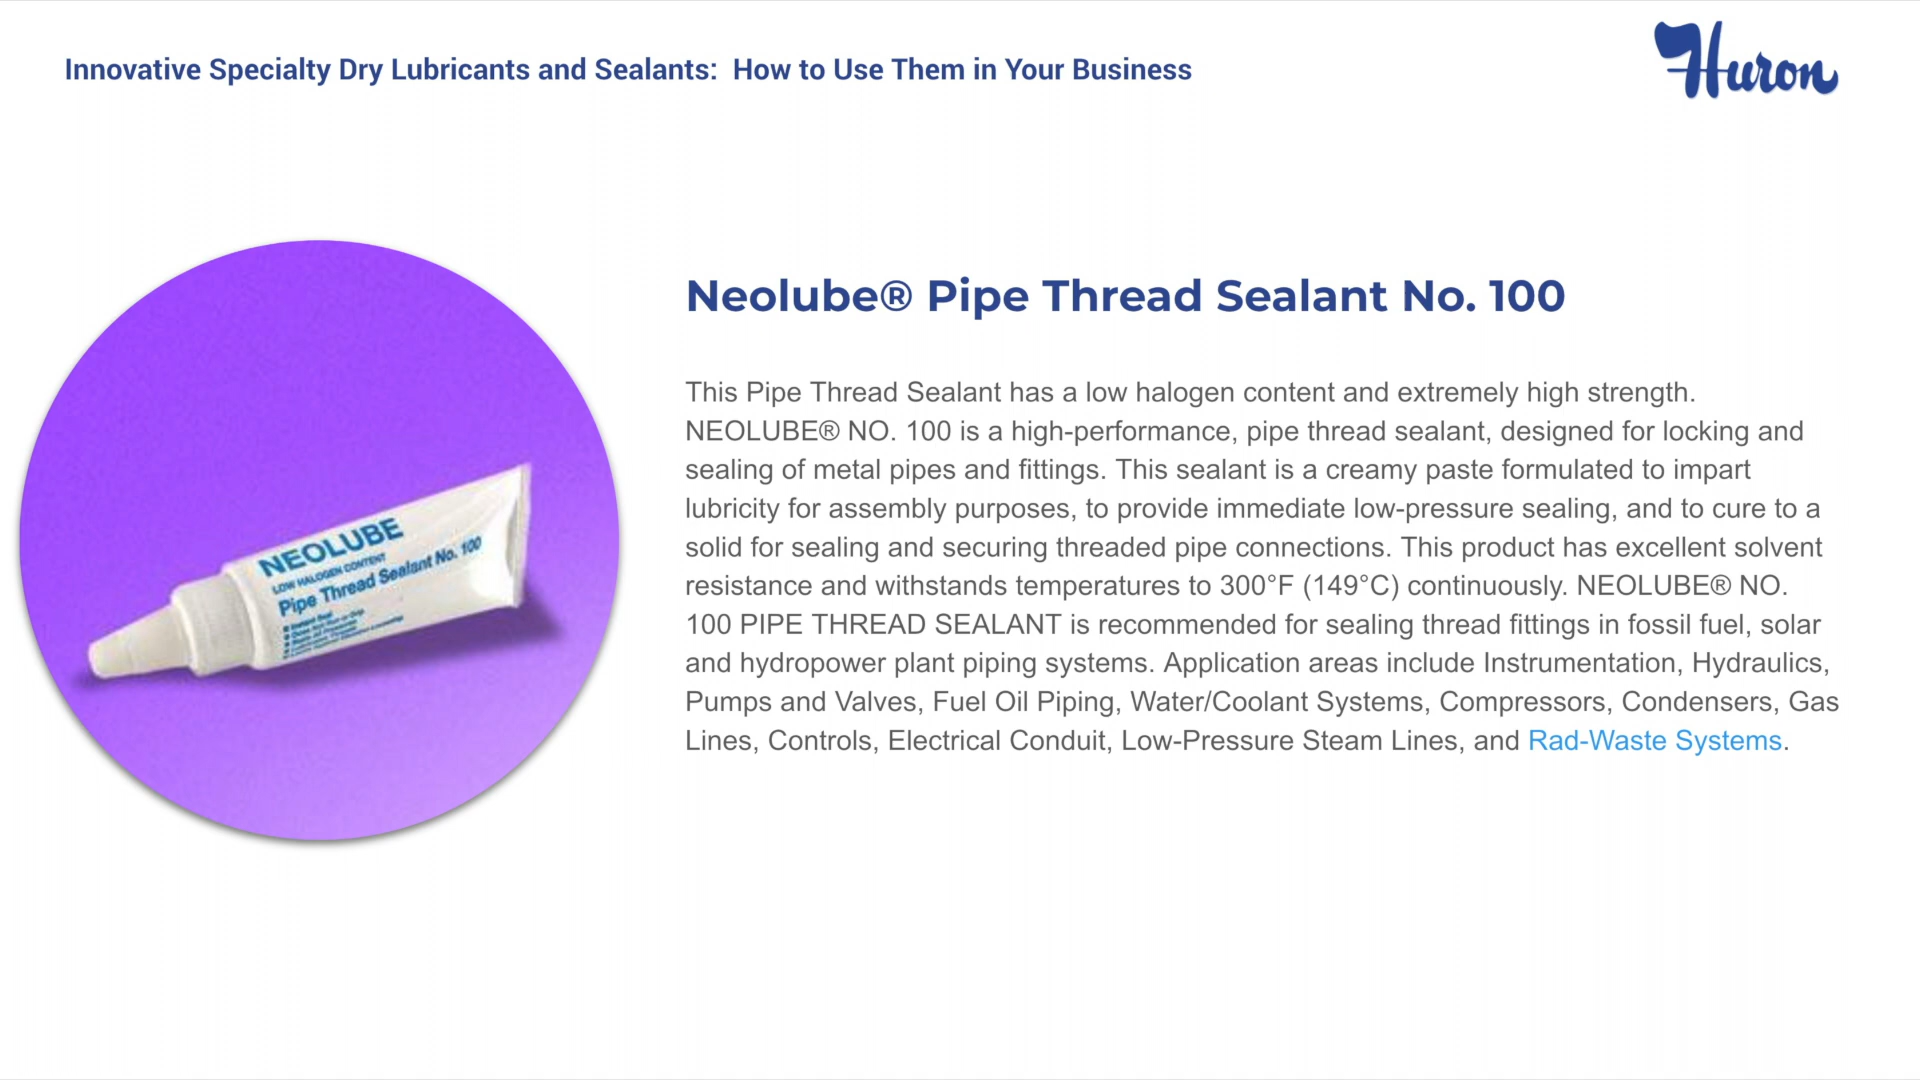 Innovative Specialty Dry Lubricants and Sealants: How to Use Them in Your Business
Huron
Neolube® Pipe Thread Sealant No. 100
This Pipe Thread Sealant has a low halogen content and extremely high strength.
NEOLUBE® NO. 100 is a high-performance, pipe thread sealant, designed for locking and
sealing of metal pipes and fittings. This sealant is a creamy paste formulated to impart
lubricity for assembly purposes, to provide immediate low-pressure sealing, and to cure to a
solid for sealing and securing threaded pipe connections. This product has excellent solvent
resistance and withstands temperatures to 300°F (149°C) continuously. NEOLUBE® NO.
100 PIPE THREAD SEALANT is recommended for sealing thread fittings in fossil fuel, solar
and hydropower plant piping systems. Application areas include Instrumentation, Hydraulics,
Pumps and Valves, Fuel Oil Piping, Water/Coolant Systems, Compressors, Condensers, Gas
Lines, Controls, Electrical Conduit, Low-Pressure Steam Lines, and Rad-Waste Systems.
NEOLUBE
LOW HALOGEN CONTENT
Pipe Thread Sealant No. 100